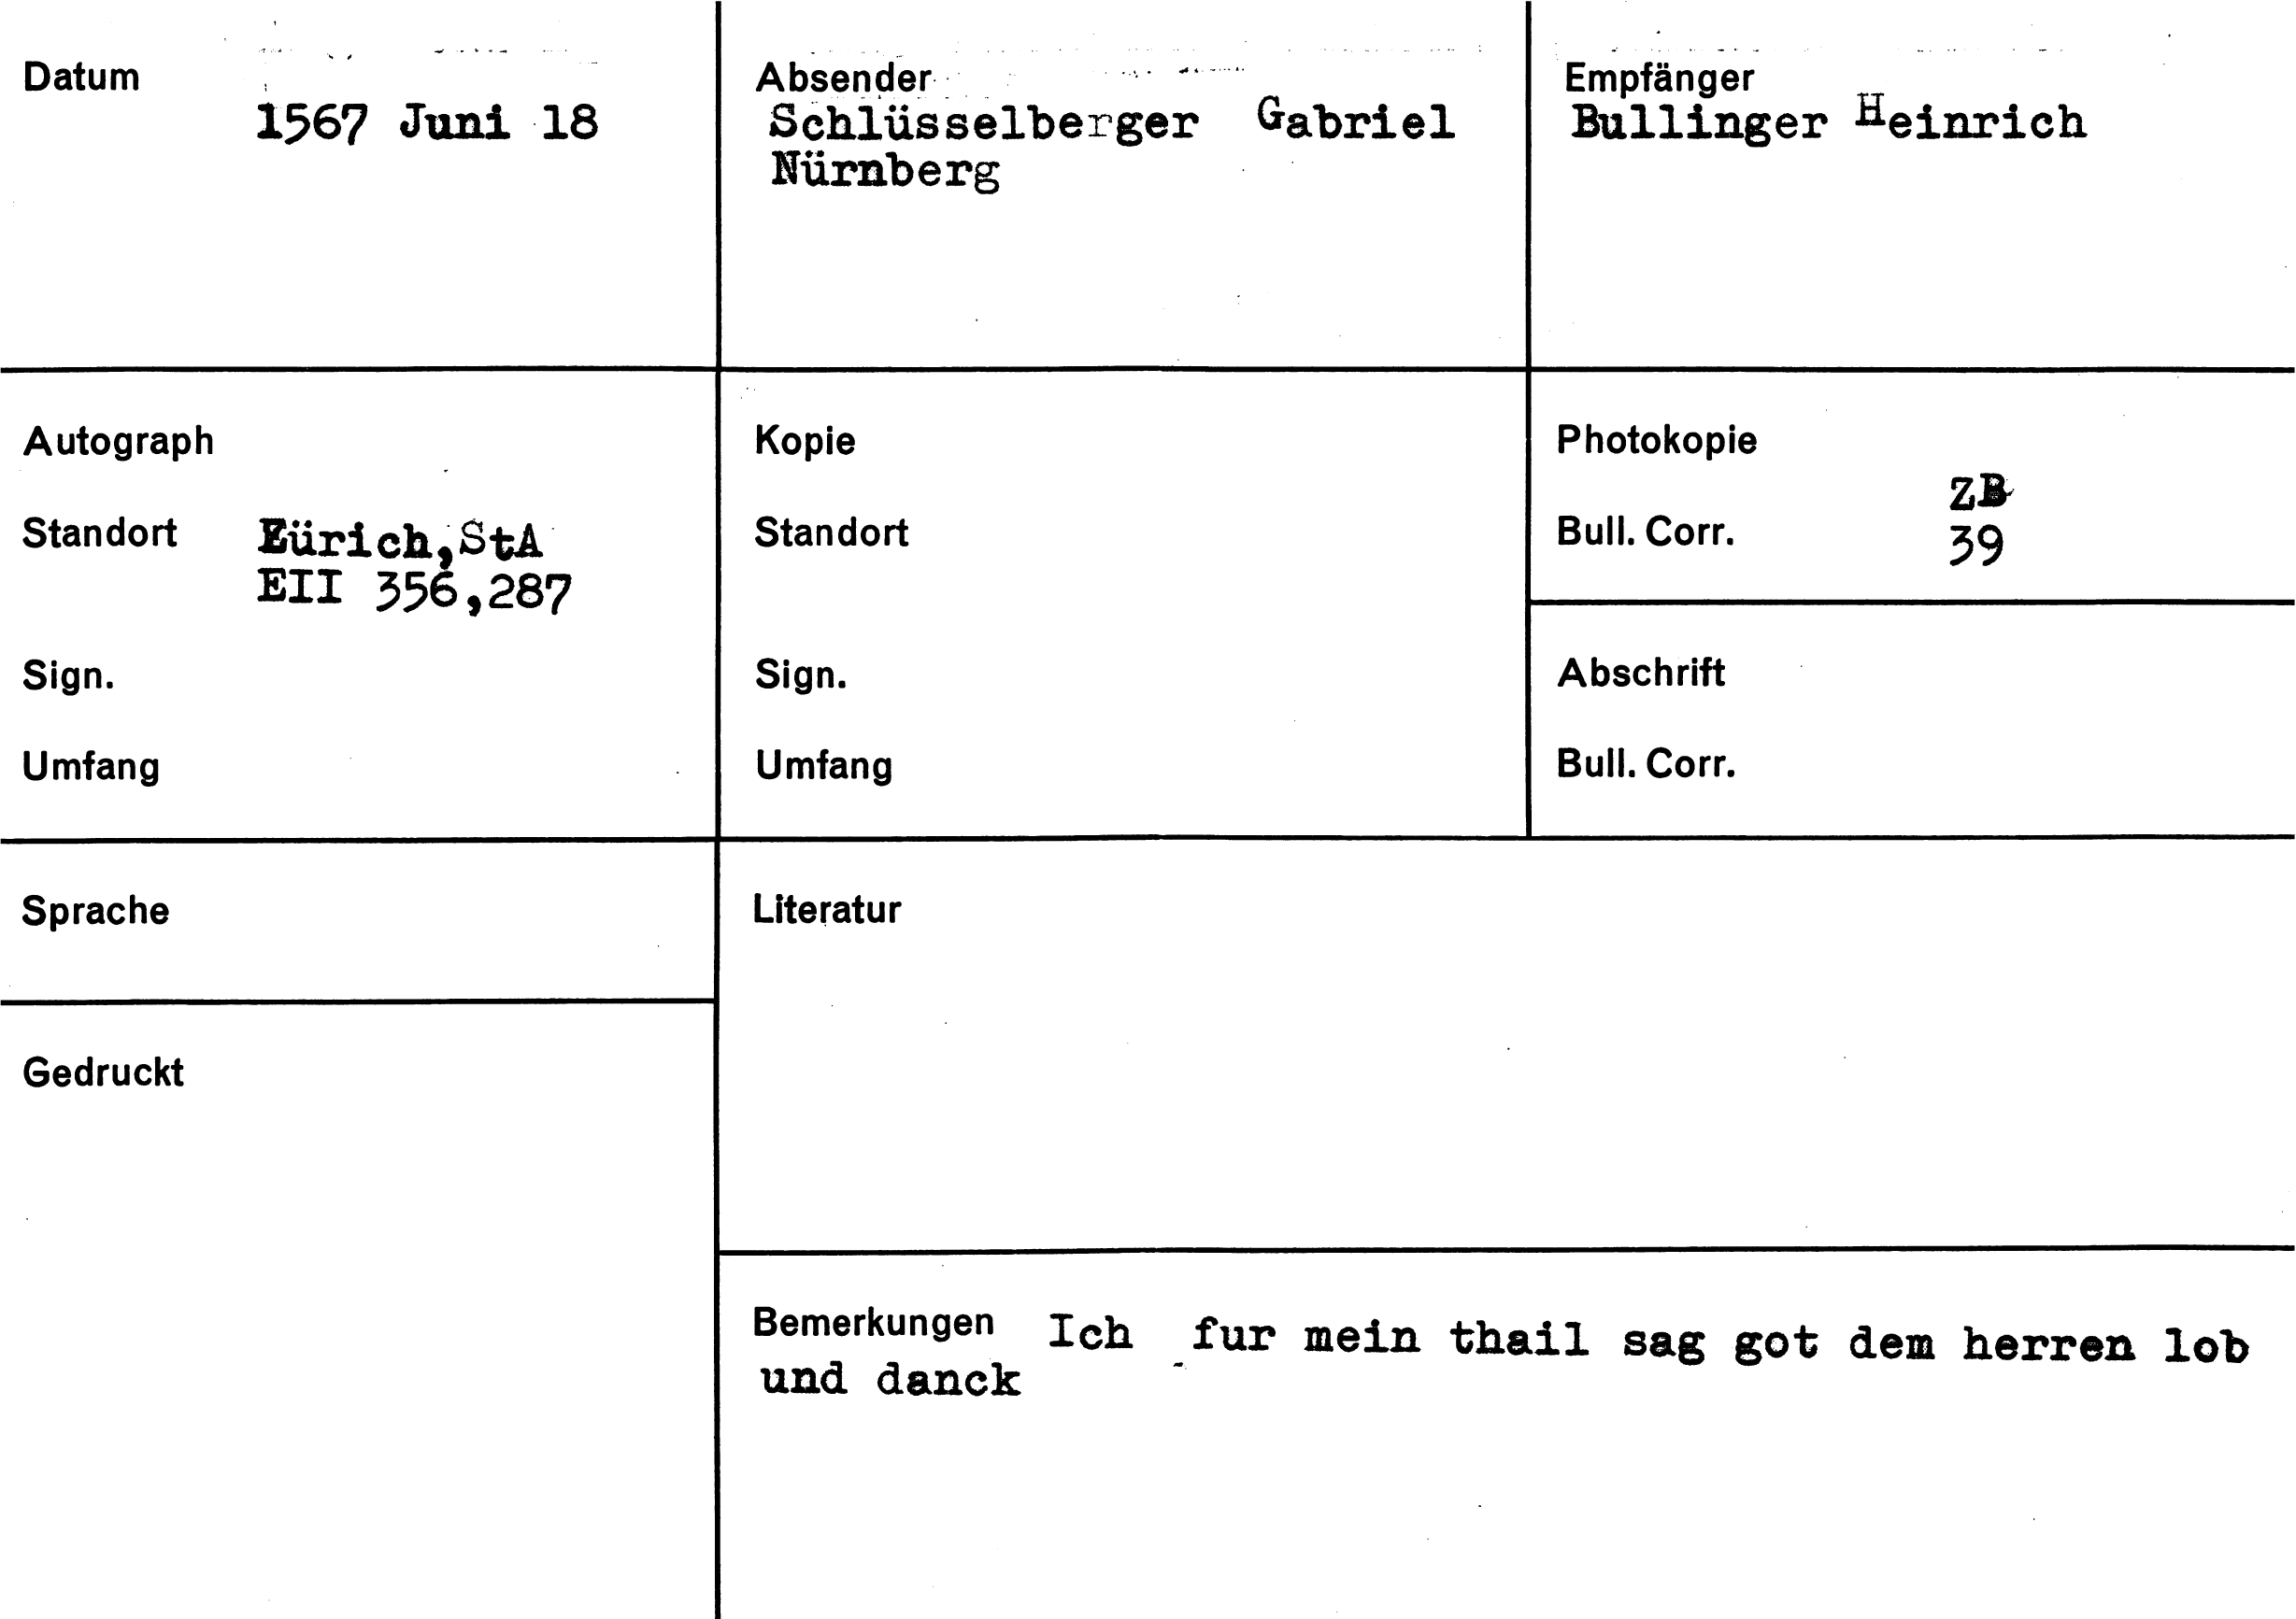 Datum
1567 Juni 18
Absender
Schlüsselberger Gabriel
Nürnberg
Empfänger
Bullinger Heinrich
Autograph
Standort Zürich,StA
EII 356,287
Sign.
Umfang
Kopie
Standort
Sign.
Umfang
Photokopie
ZB
Bull. Corr. 39
Abschrift
Bull. Corr.
Sprache
Gedruckt
Literatur
Bemerkungen Ich fur mein thail sag got dem herren lob
und danck